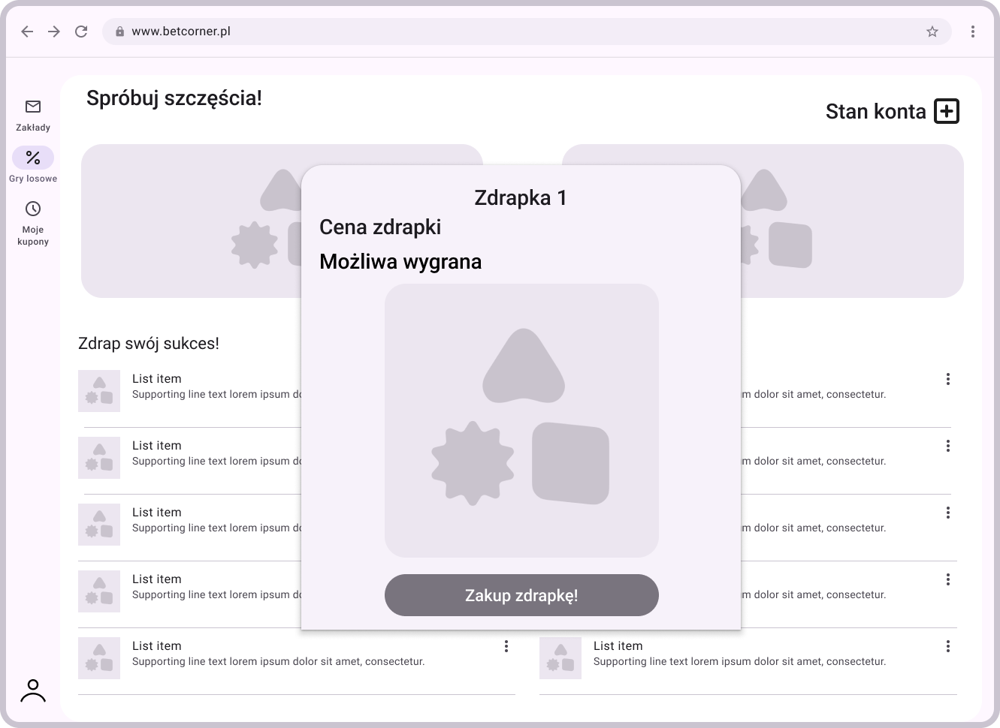 www.betcorner.pl
Spróbuj szczęścia!
Stan konta
Zakłady
Gry losowe
Moje
kupony
Zdrapka 1
Cena zdrapki
Możliwa wygrana
Zakup zdrapkę!
Zdrap swój sukces!
List item
Supporting line text lorem ipsum
dolor sit amet, consectetur.
List item
Supporting line text lorem ipsum
dolor sit amet, consectetur.
List item
Supporting line text lorem ipsum
dolor sit amet, consectetur.
List item
Supporting line text lorem ipsum
dolor sit amet, consectetur.
List item
Supporting line text lorem ipsum dolor sit amet, consectetur.
List item
Supporting line text lorem ipsum dolor sit amet, consectetur.